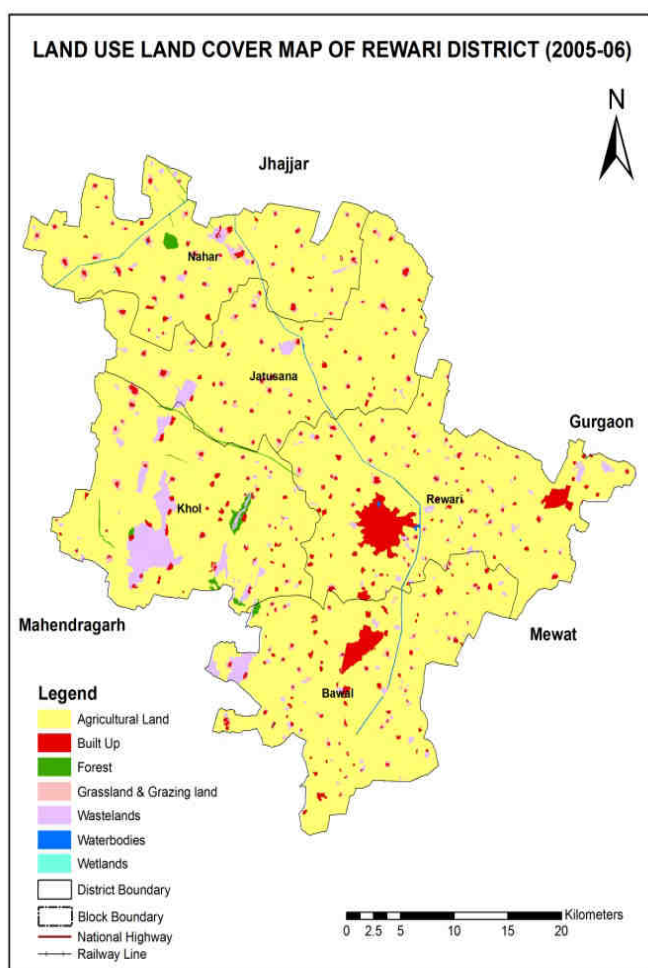 LAND USE LAND COVER MAP OF REWARI DISTRICT (2005-06)
N
Jhajjar
Nahar
Jatusana
Gurgaon
Khol
Rewari
Mahendragarh
Mewat
Bawal
Legend
Agricultural Land
Built Up
Forest
Grassland & Grazing land
Wastelands
Waterbodies
Wetlands
District Boundary
Block Boundary
National Highway
Railway Line
Kilometers
0 2.5 5 10 15 20